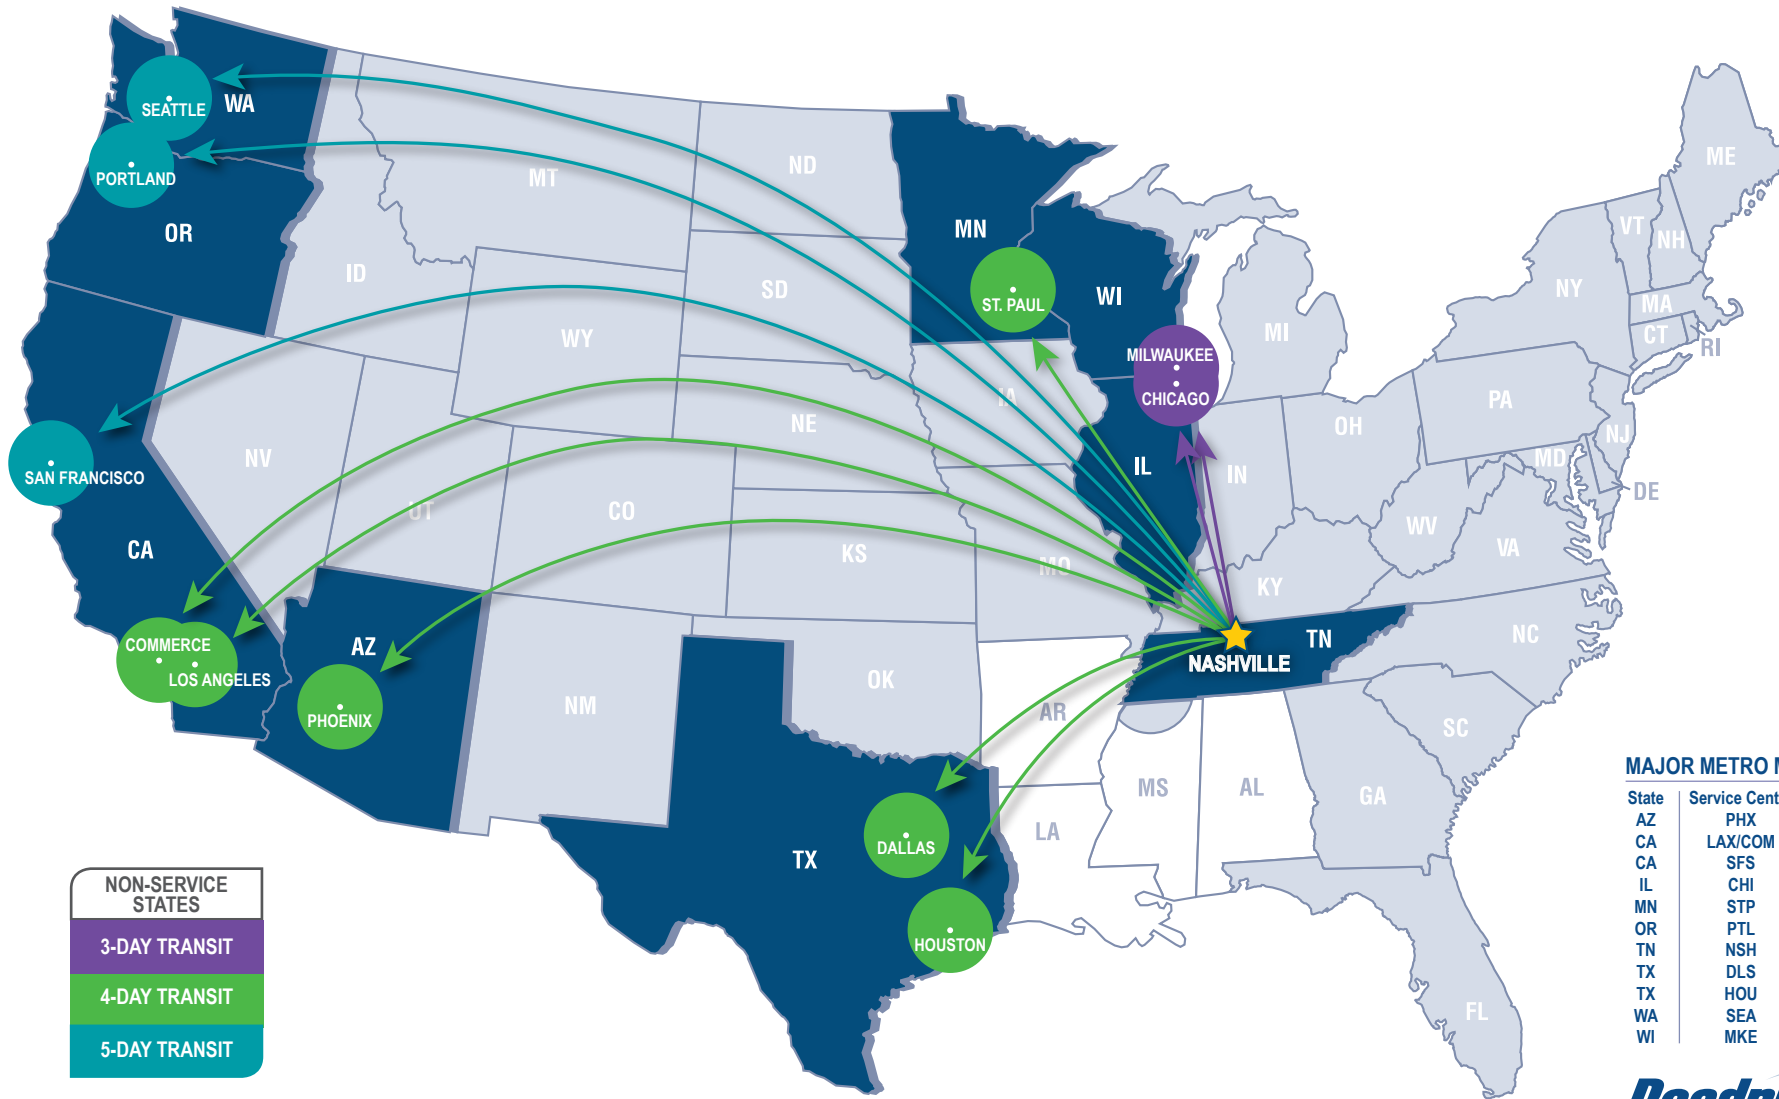 SEATTLE
WA
PORTLAND
OR
ID
MT
ND
MN
ST. PAUL
WI
MILWAUKEE
CHICAGO
SD
WY
MI
ME
VT
NH
NY
MA
CT
RI
PA
NJ
OH
MD
DE
IA
NE
IL
IN
NV
SAN FRANCISCO
UT
CO
CA
KS
MO
WV
VA
KY
COMMERCE
LOS ANGELES
AZ
PHOENIX
NM
OK
AR
NASHVILLE
TN
NC
SC
MS
AL
GA
LA
TX
DALLAS
HOUSTON
FL
NON-SERVICE
STATES
3-DAY TRANSIT
4-DAY TRANSIT
5-DAY TRANSIT
MAJOR METRO
State Service Cent
AZ PHX
CA LAX/COM
CA SFS
IL CHI
MN STP
OR PTL
TN NSH
TX DLS
TX HOU
WA SEA
WI MKE